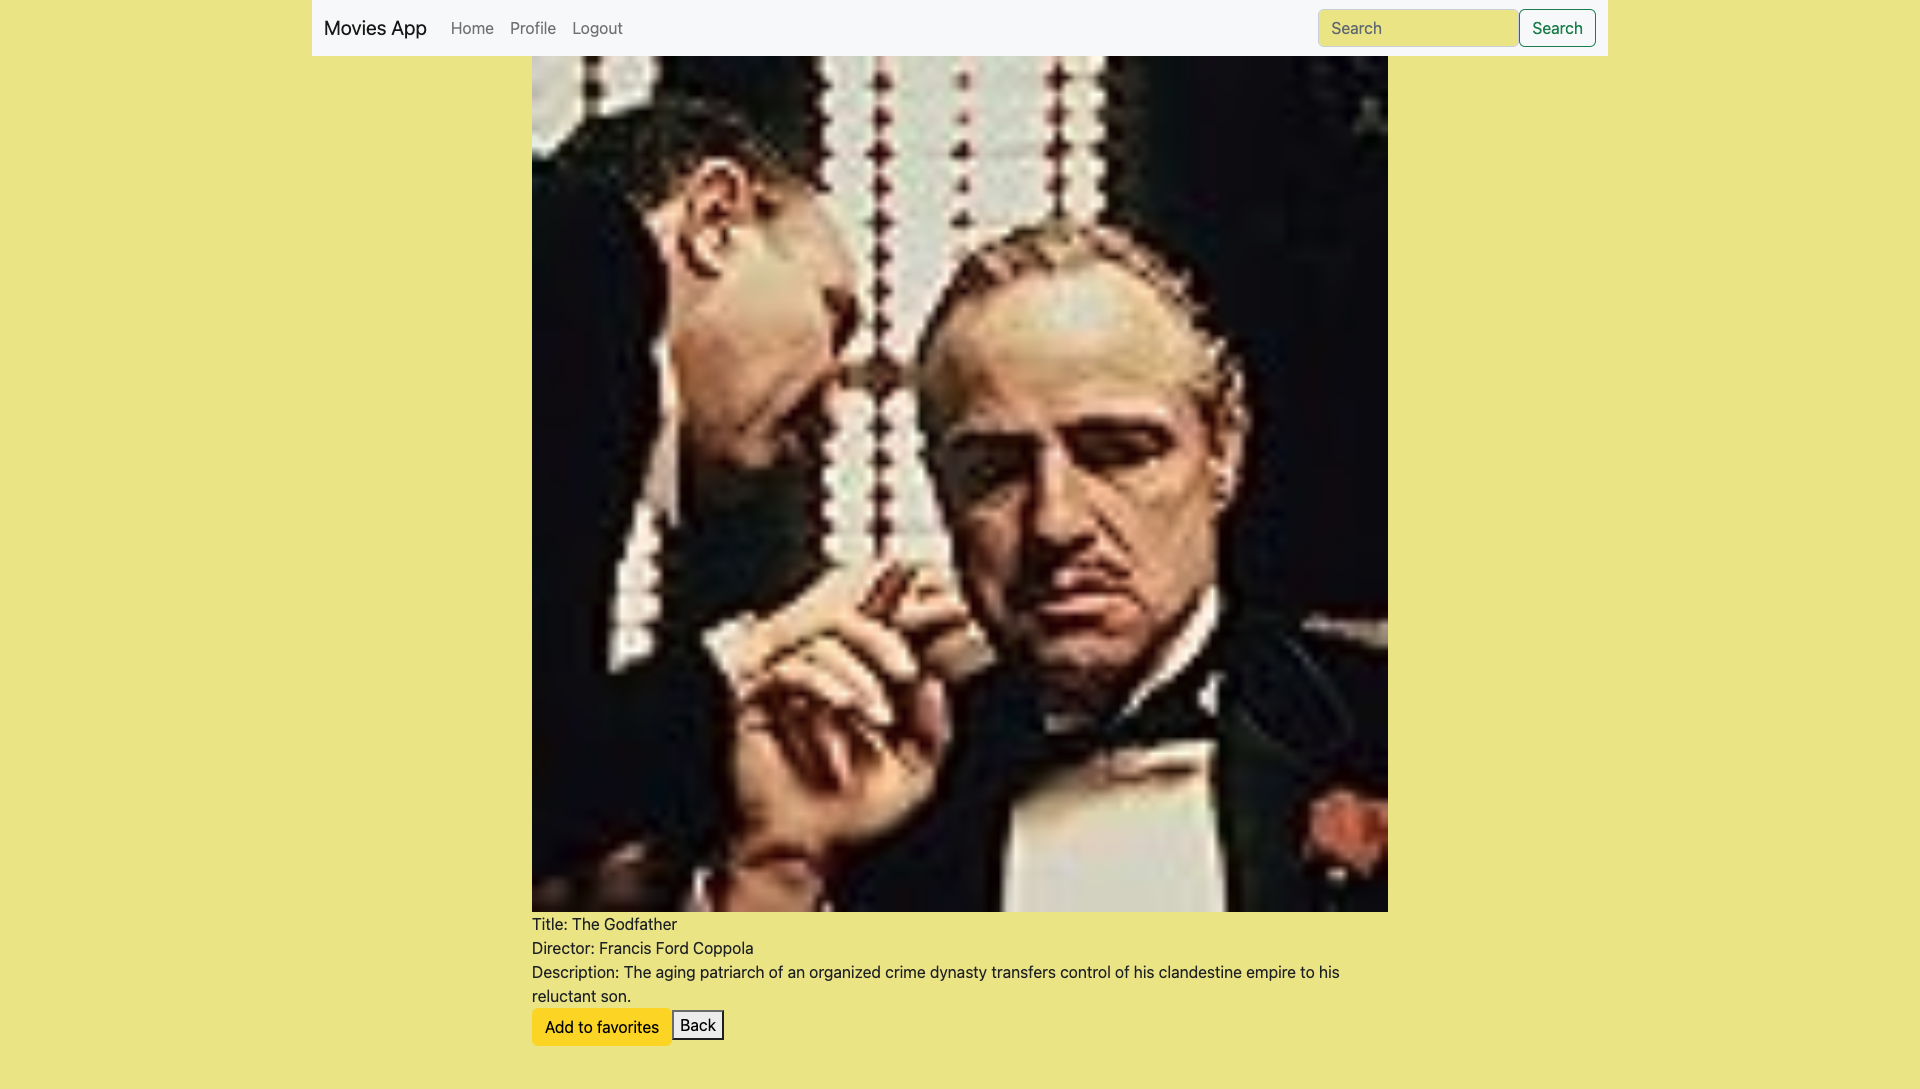 Movies App Home Profile Logout Search Search
Title: The Godfather
Director: Francis Ford Coppola
Description: The aging patriarch of an organized crime dynasty transfers control of his clandestine empire to his
reluctant son.
Add to favorites Back